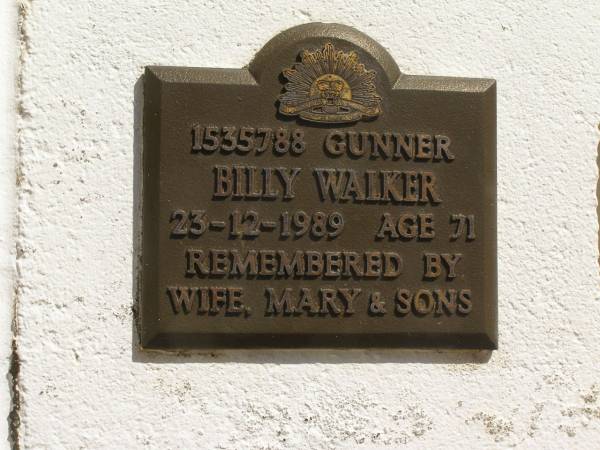 1535788 GUNNER
BILLY WALKER
23-12-1989 AGE 71
REMEMBERED BY
WIFE, MARY & SONS